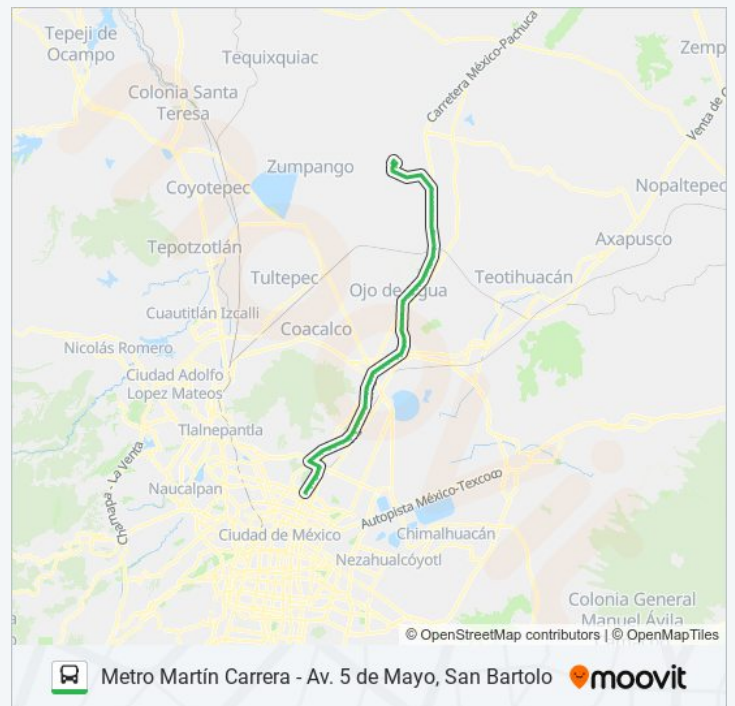 Tepeji de
Ocampo
Tequixquiac
Carretera México-Pachuca
Zemp
Colonia Santa
Teresa
Venta de c
Zumpango
Coyotepec
Nopaltepec
Axapusco
Tepotzotlán
Tultepec
Teotihuacán
Ojo de Agua
Cuautitlán Izcalli
Coacalco
Nicolás Romero
Ciudad Adolfo
Lopez Mateos
Tlalnepantla
Chamapa - La Venta
Naucalpan
Autopista México-Texcoco
Ciudad de México
Chimalhuacán
Nezahualcóyotl
Colonia General
Manuel Ávila
© OpenStreetMap contributors | © OpenMapTiles
Metro Martín Carrera - Av. 5 de Mayo, San Bartolo
moovit